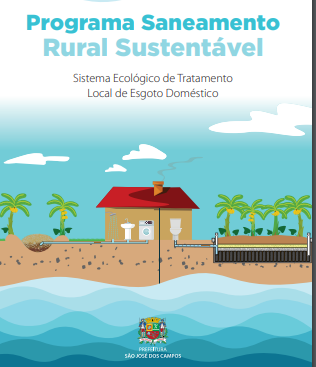 Programa Saneamento
Rural Sustentável
Sistema Ecológico de Tratamento
Local de Esgoto Doméstico
PREFEITURA
SÃO JOSÉ DOS CAMPOS